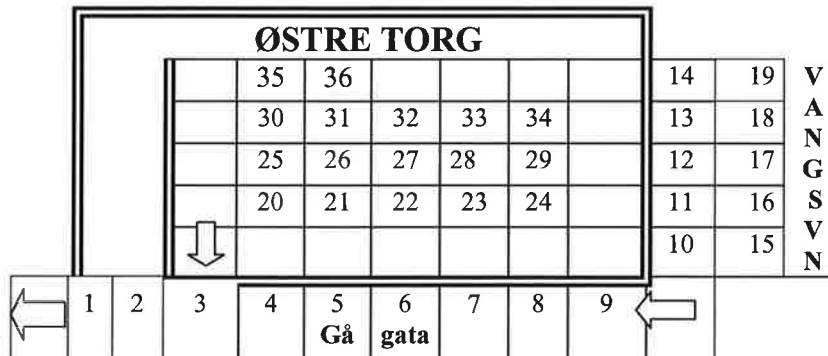 ØSTRE TORG
35 36 14 19
30 31 32 33 34 13 18
25 26 27 28 29 12 17
20 21 22 23 24 11 16
10 15
VANGSVN
1 2 3 4 5 6 7 8 9
Gå gata